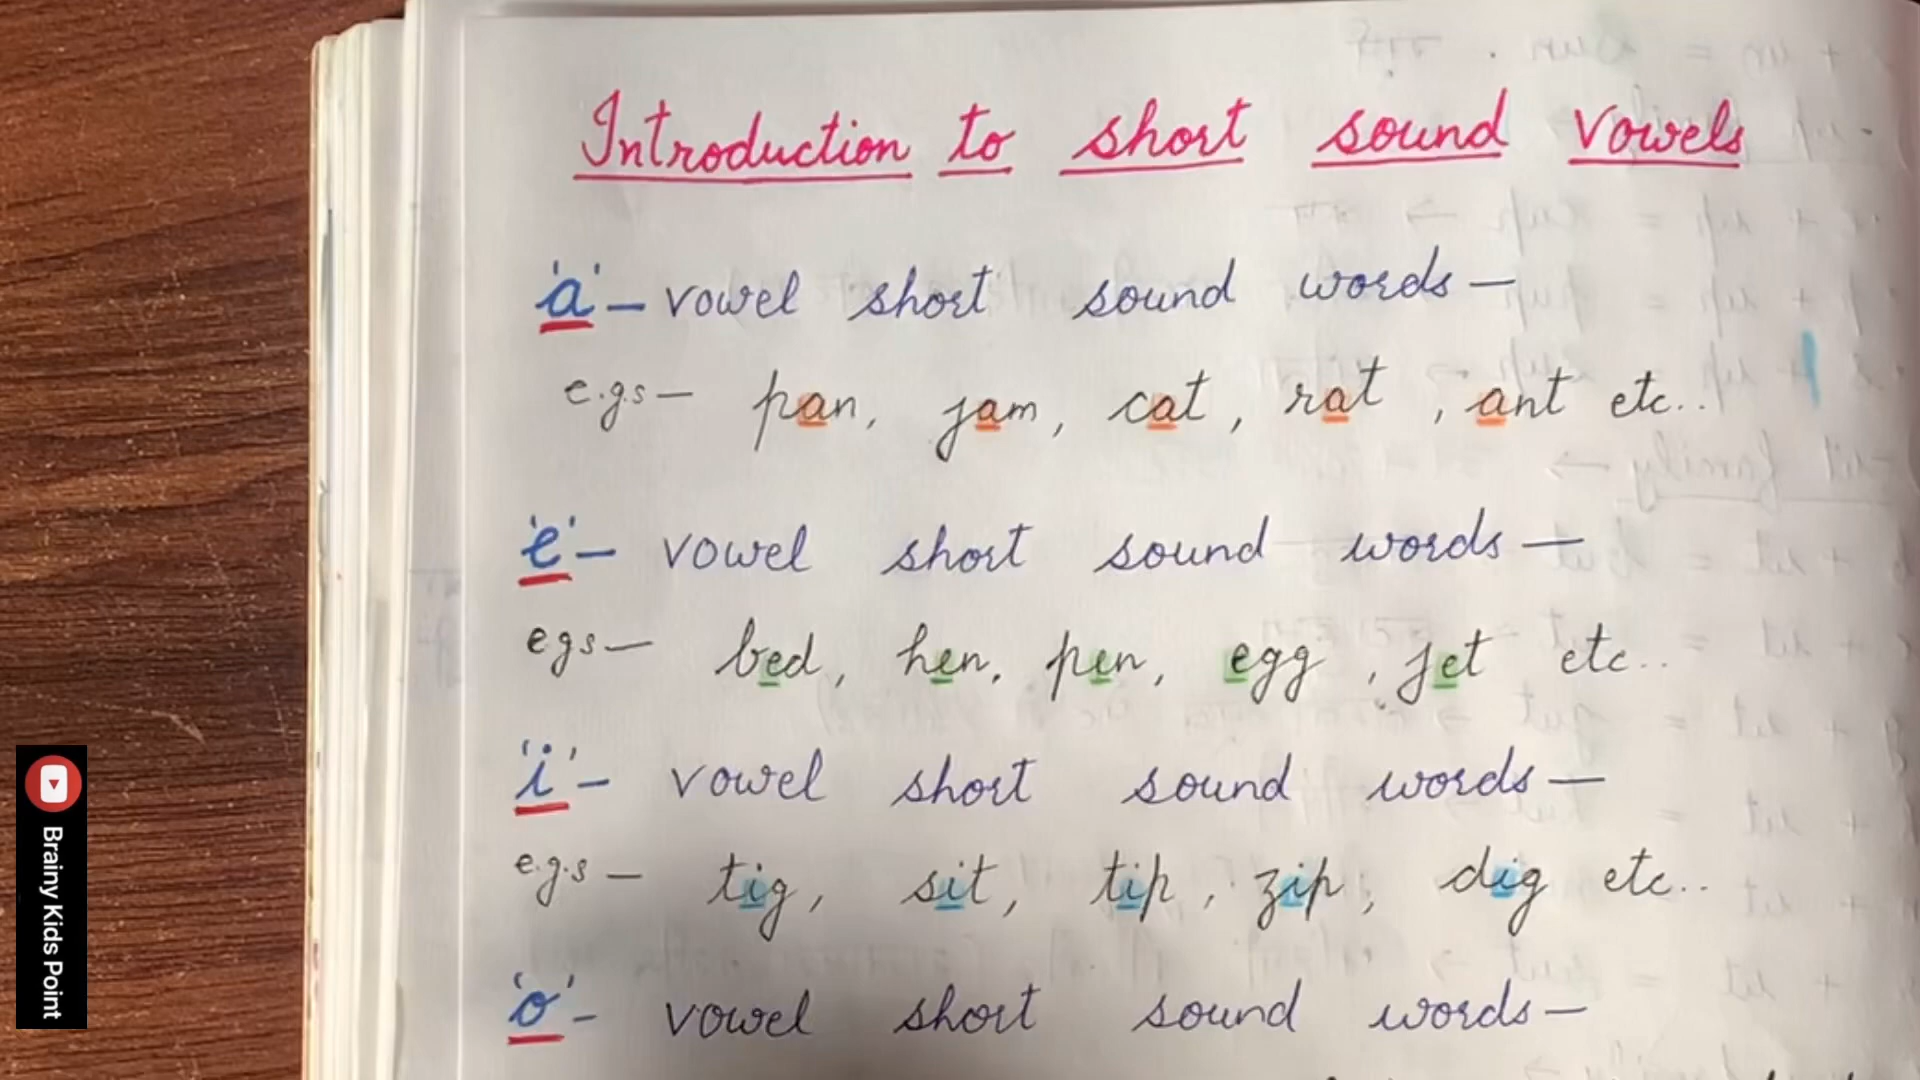 Introduction to short sound vowels
'a' – vowel short sound words –
e.g.s – pan, jam, cat, rat, ant etc..
'e' – vowel short sound words –
egs – bed, hen, pen, egg, jet etc..
'i' – vowel short sound words –
e.g.s – tig, sit, tip, zip, dig etc..
'o' – vowel short sound words –
Brainy Kids Point